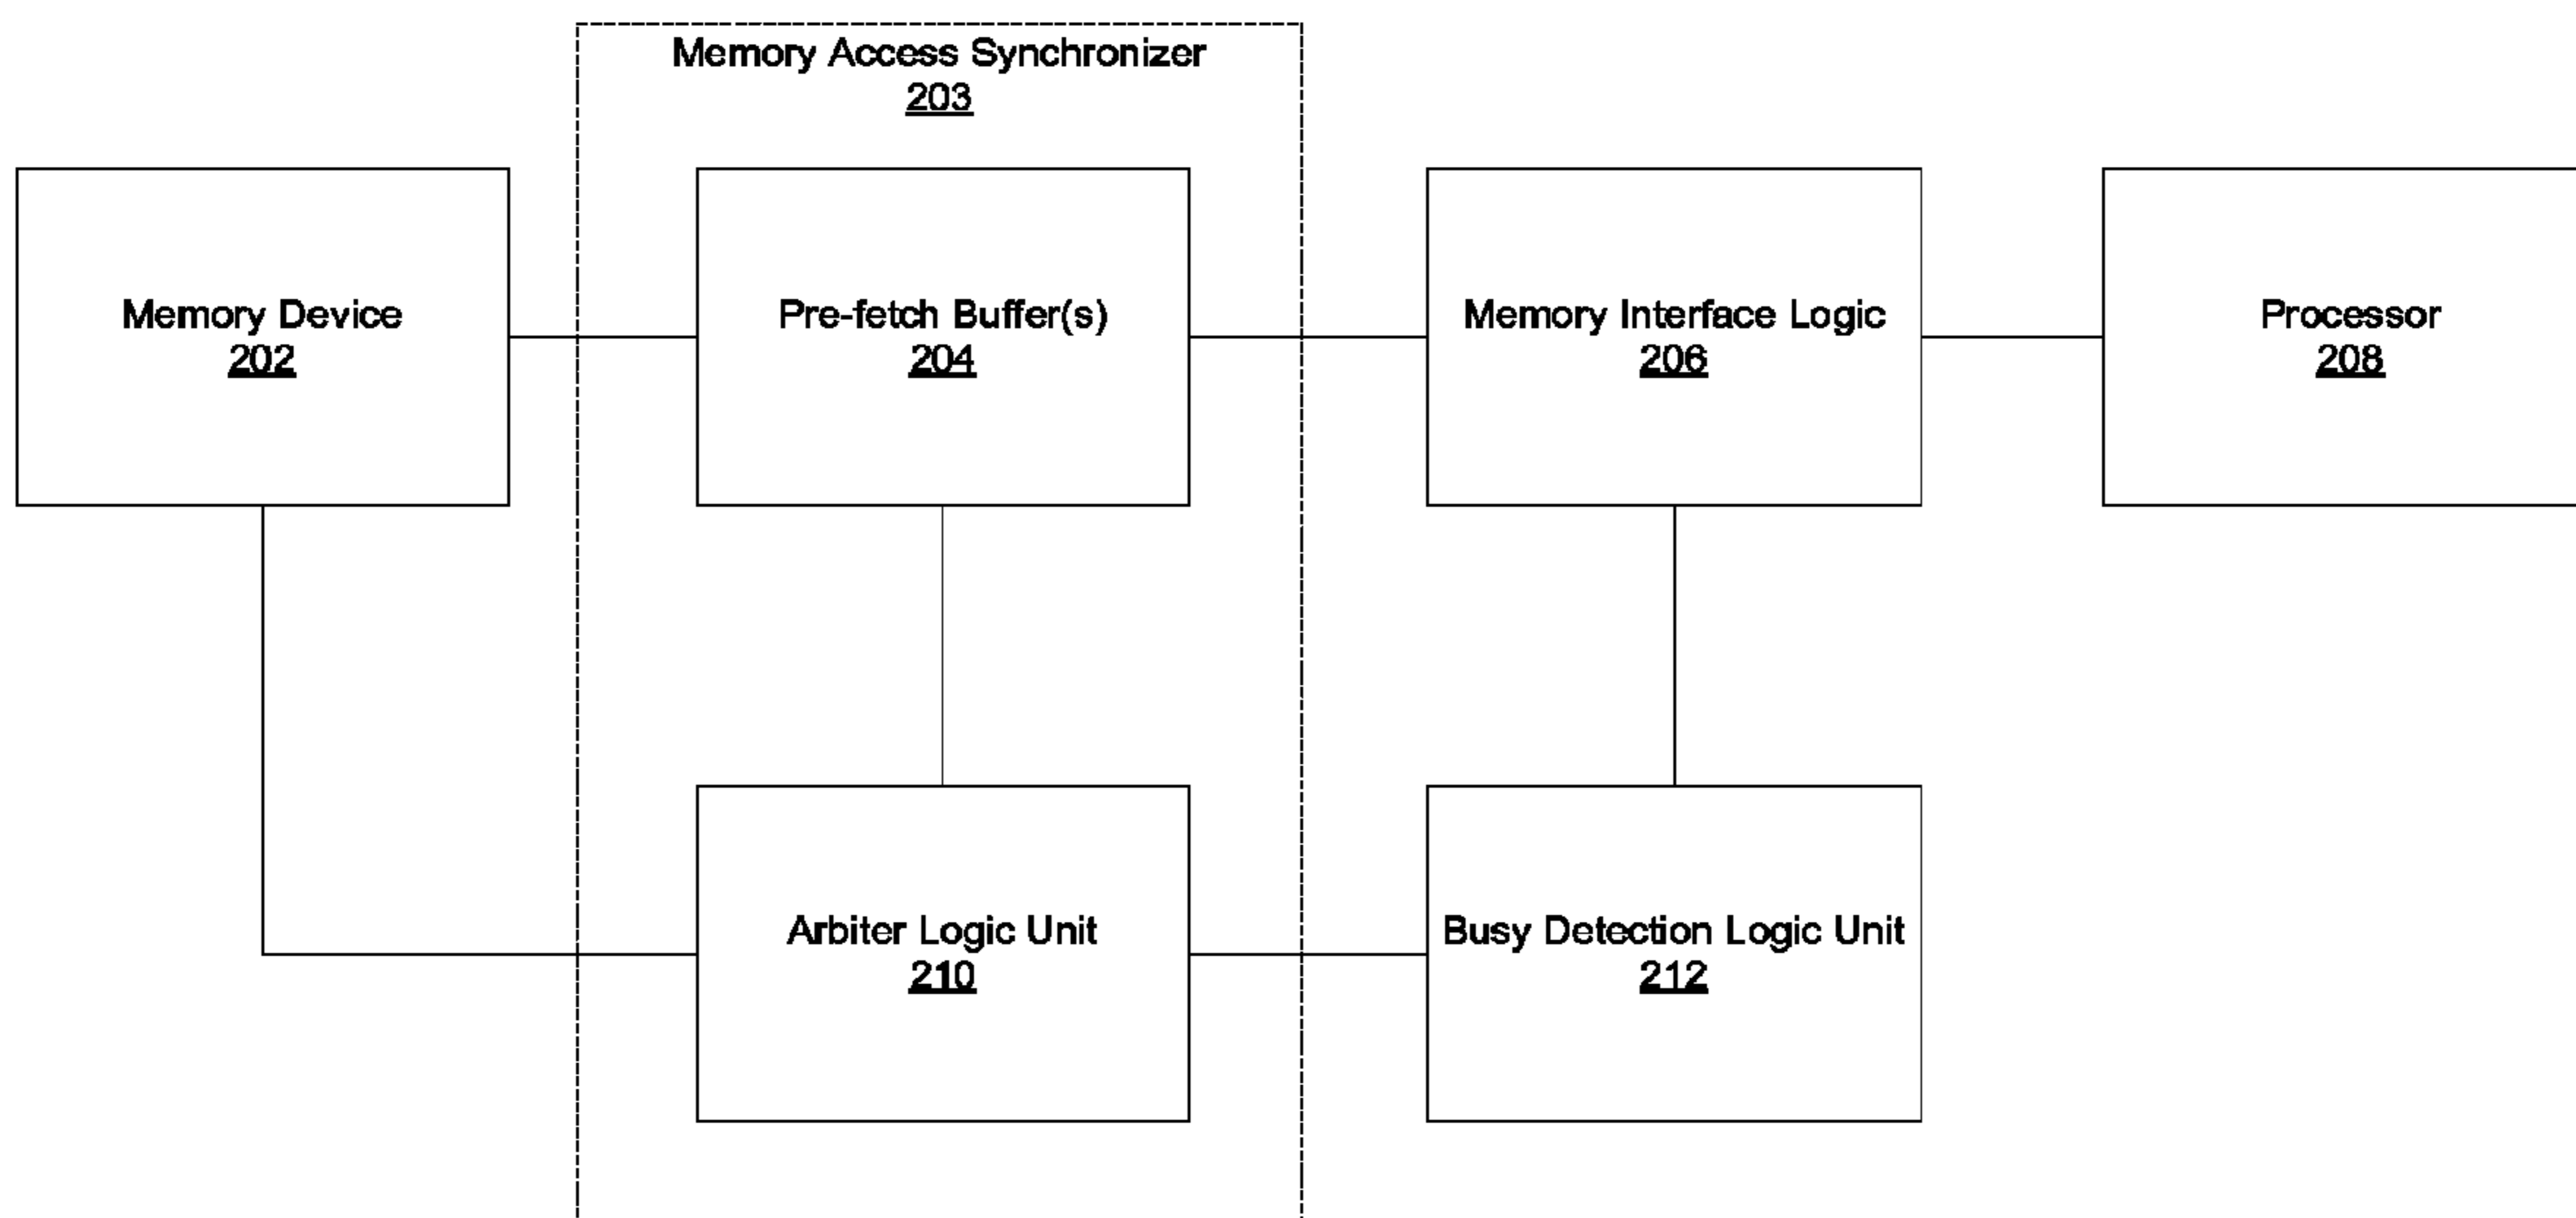 Memory Access Synchronizer
203
Memory Device
202
Pre-fetch Buffer(s)
204
Memory Interface Logic
206
Processor
208
Arbiter Logic Unit
210
Busy Detection Logic Unit
212